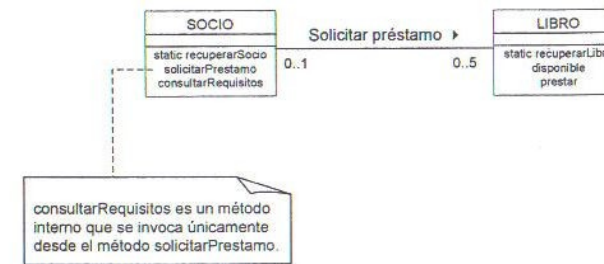 SOCIO
static recuperarSocio
solicitarPrestamo
consultarRequisitos
Solicitar préstamo
0..1
0..5
LIBRO
static recuperarLibr
disponible
prestar
consultarRequisitos es un método
interno que se invoca únicamente
desde el método solicitarPrestamo.